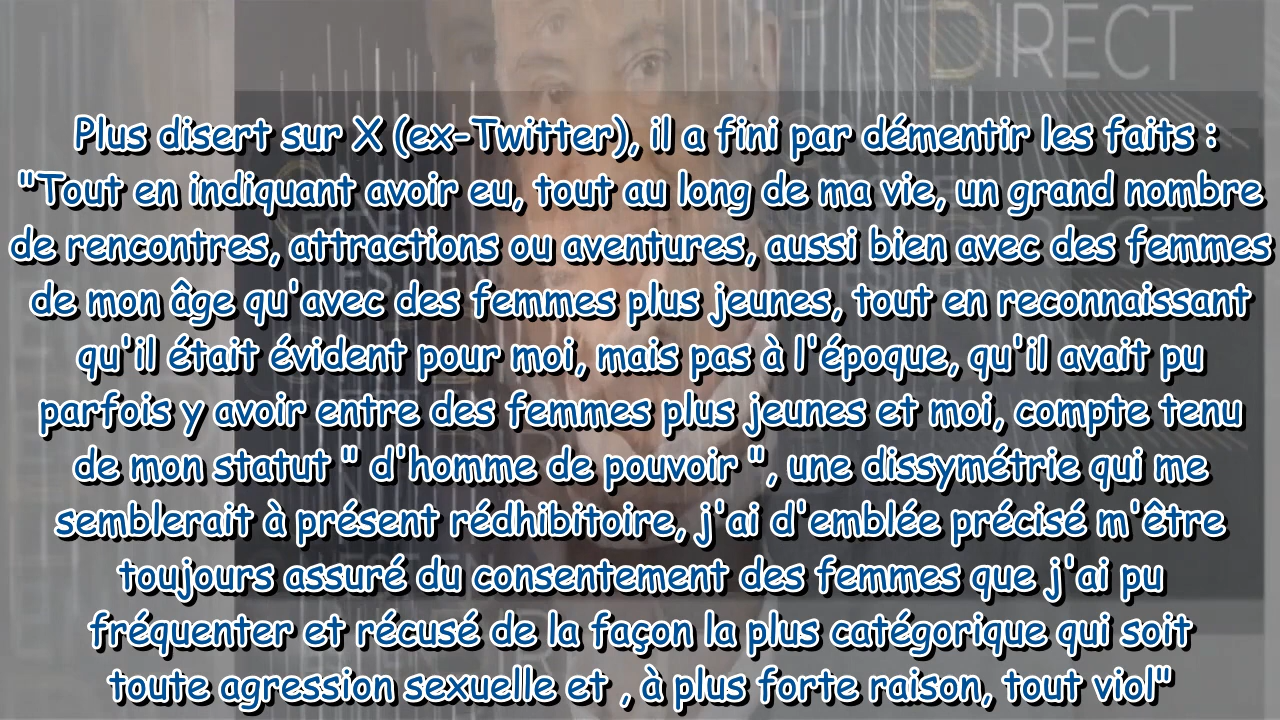 DIRECT
Plus disert sur X (ex-Twitter), il a fini par démentir les faits :
"Tout en indiquant avoir eu, tout au long de ma vie, un grand nombre
de rencontres, attractions ou aventures, aussi bien avec des femmes
de mon âge qu'avec des femmes plus jeunes, tout en reconnaissant
qu'il était évident pour moi, mais pas à l'époque, qu'il avait pu
parfois y avoir entre des femmes plus jeunes et moi, compte tenu
de mon statut " d'homme de pouvoir ", une dissymétrie qui me
semblerait à présent rédhibitoire, j'ai d'emblée précisé m'être
toujours assuré du consentement des femmes que j'ai pu
fréquenter et récusé de la façon la plus catégorique qui soit
toute agression sexuelle et , à plus forte raison, tout viol"